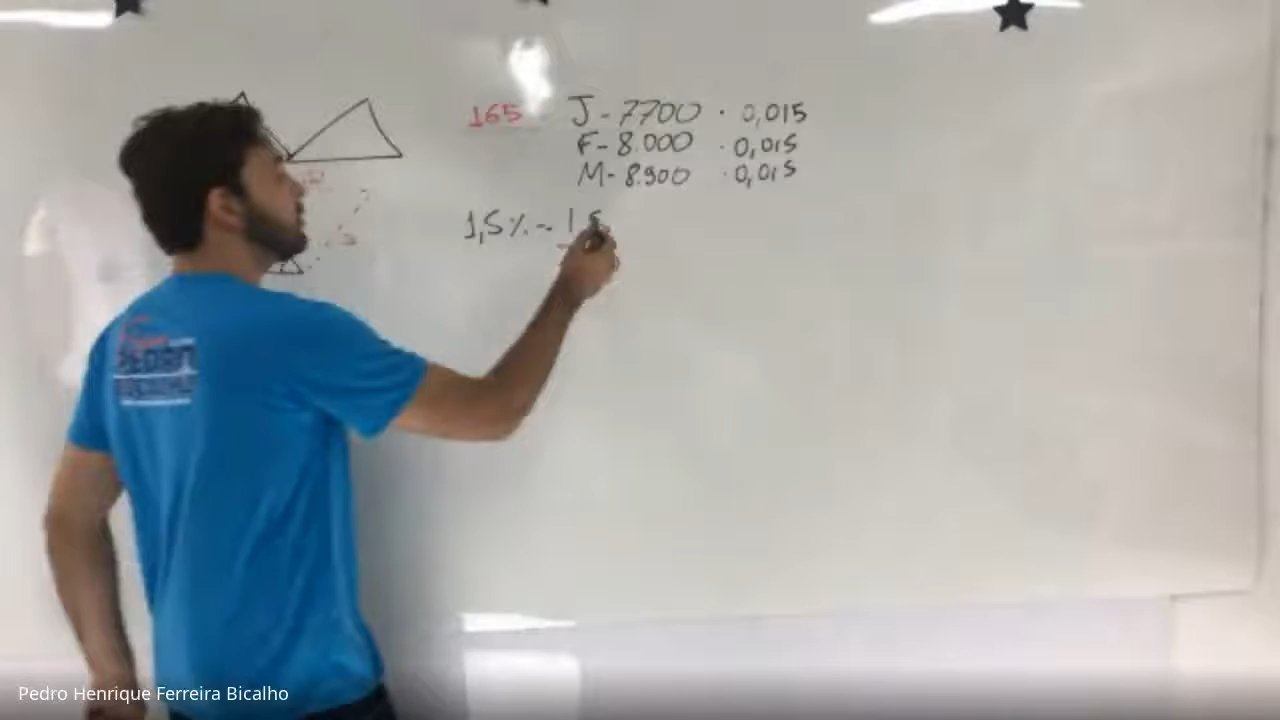 165 J - 7700 · 0,015
F - 8.000 · 0,015
M - 8.900 · 0,015
1,5% → 1,5
Pedro Henrique Ferreira Bicalho